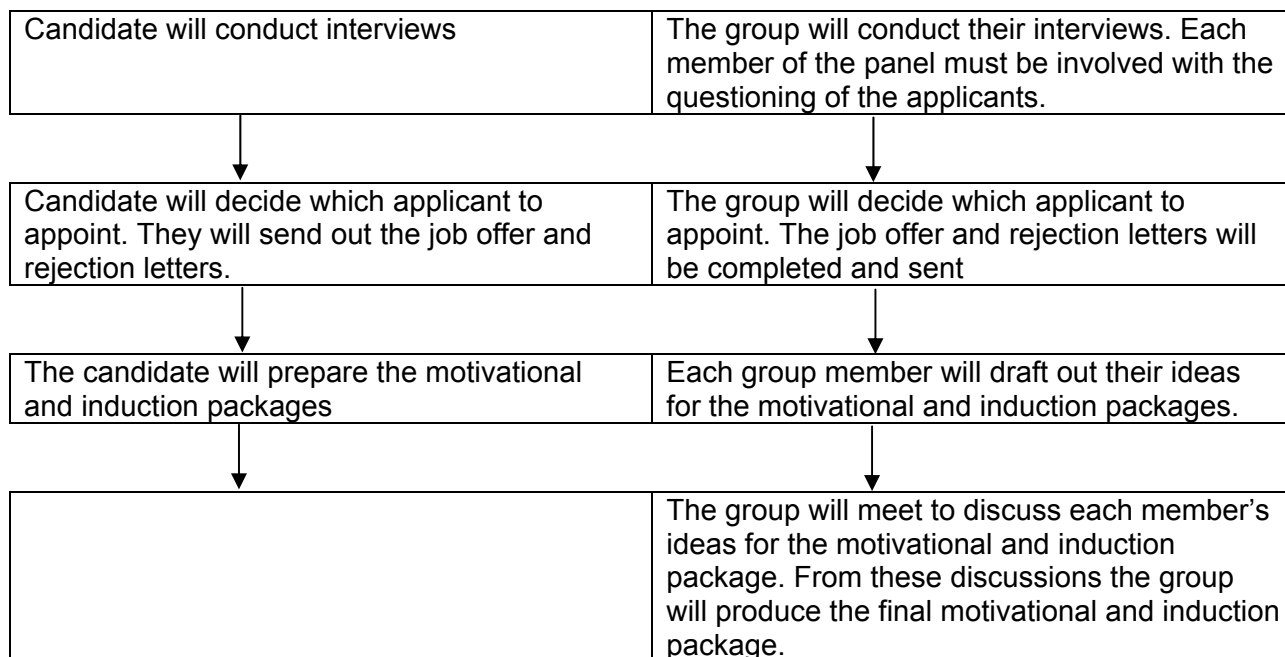 Candidate will conduct interviews
The group will conduct their interviews. Each
member of the panel must be involved with the
questioning of the applicants.
Candidate will decide which applicant to
appoint. They will send out the job offer and
rejection letters.
The group will decide which applicant to
appoint. The job offer and rejection letters will
be completed and sent
The candidate will prepare the motivational
and induction packages
Each group member will draft out their ideas
for the motivational and induction packages.
The group will meet to discuss each member’s
ideas for the motivational and induction
package. From these discussions the group
will produce the final motivational and induction
package.